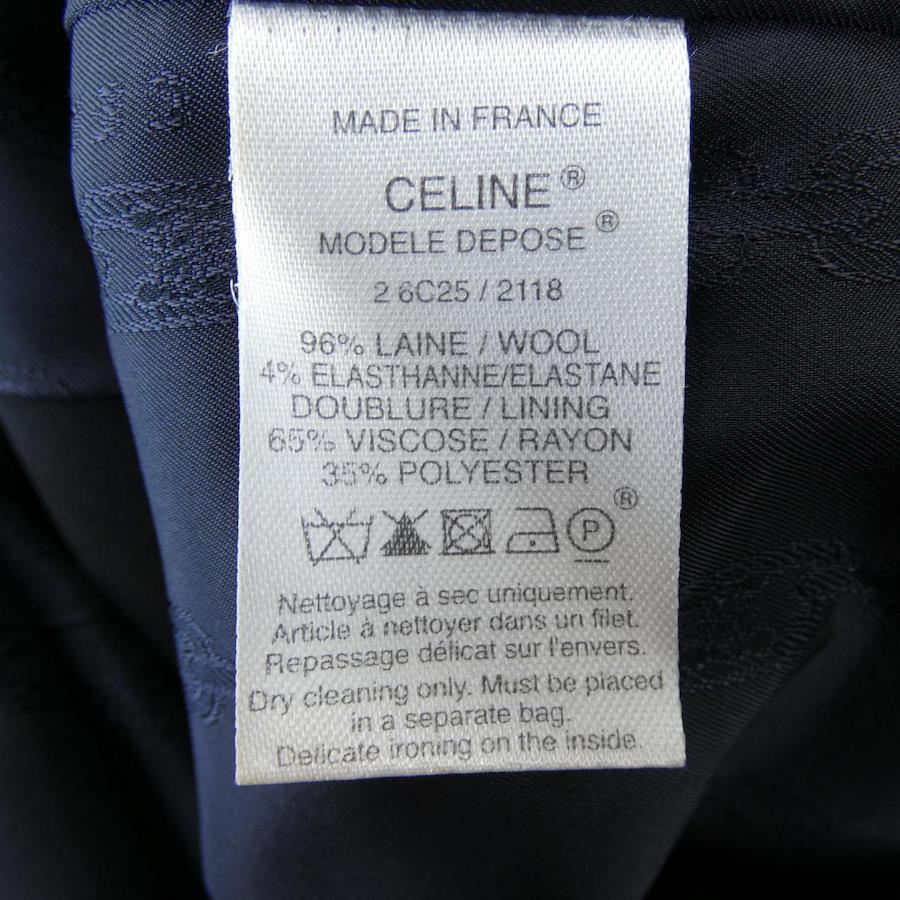 MADE IN FRANCE
CELINE®
MODELE DEPOSE®
2 6C25 / 2118
96% LAINE / WOOL
4% ELASTHANNE/ELASTANE
DOUBLURE / LINING
65% VISCOSE / RAYON
35% POLYESTER
P ®
Nettoyage à sec uniquement.
Article à nettoyer dans un filet.
Repassage délicat sur l'envers.
Dry cleaning only. Must be placed
in a separate bag.
Delicate ironing on the inside.